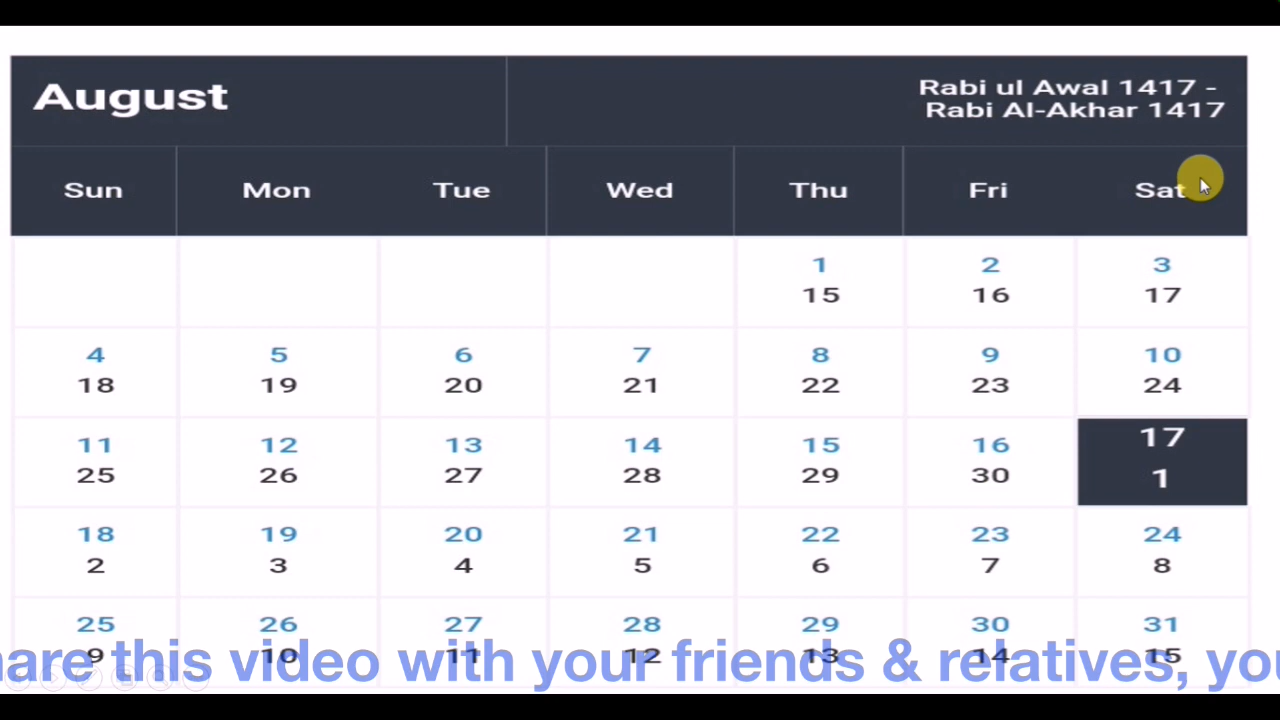 August
Rabi ul Awal 1417 -
Rabi Al-Akhar 1417
Sun Mon Tue Wed Thu Fri Sat
1 2 3
15 16 17
4 5 6 7 8 9 10
18 19 20 21 22 23 24
11 12 13 14 15 16 17
25 26 27 28 29 30 1
18 19 20 21 22 23 24
2 3 4 5 6 7 8
25 26 27 28 29 30 31
9 10 11 12 13 14 15
hare this video with your friends & relatives, you